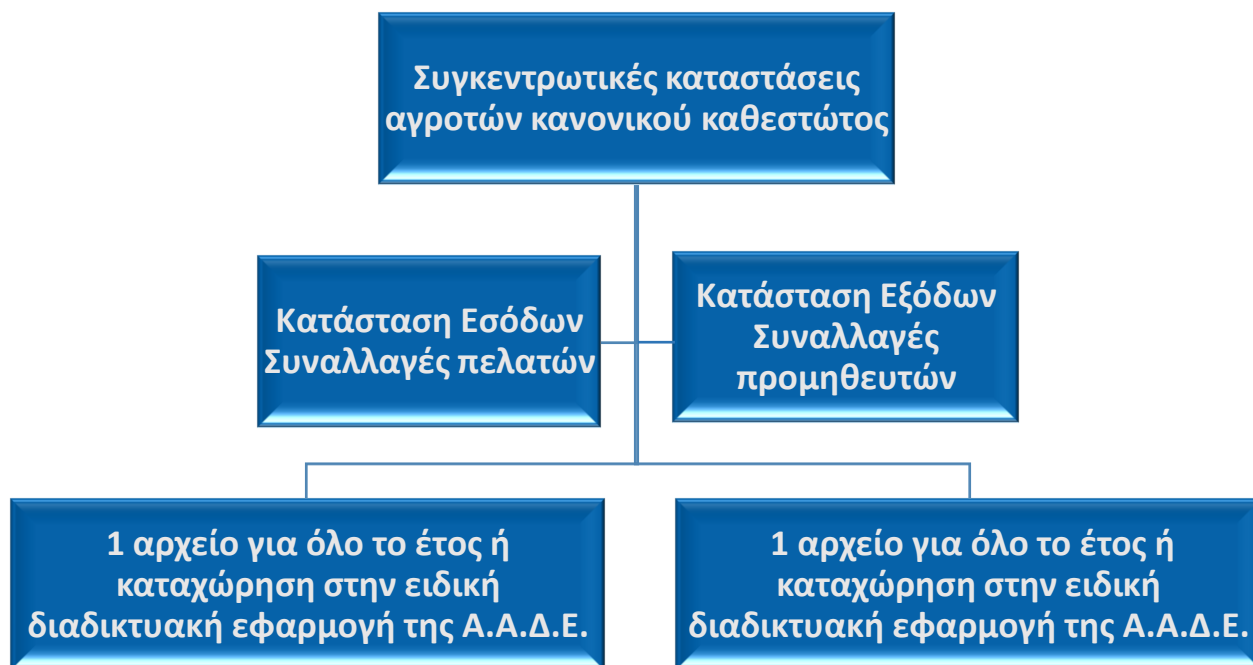 Συγκεντρωτικές καταστάσεις
αγροτών κανονικού καθεστώτος
Κατάσταση Εσόδων
Συναλλαγές πελατών
Κατάσταση Εξόδων
Συναλλαγές
προμηθευτών
1 αρχείο για όλο το έτος ή
καταχώρηση στην ειδική
διαδικτυακή εφαρμογή της Α.Α.Δ.Ε.
1 αρχείο για όλο το έτος ή
καταχώρηση στην ειδική
διαδικτυακή εφαρμογή της Α.Α.Δ.Ε.